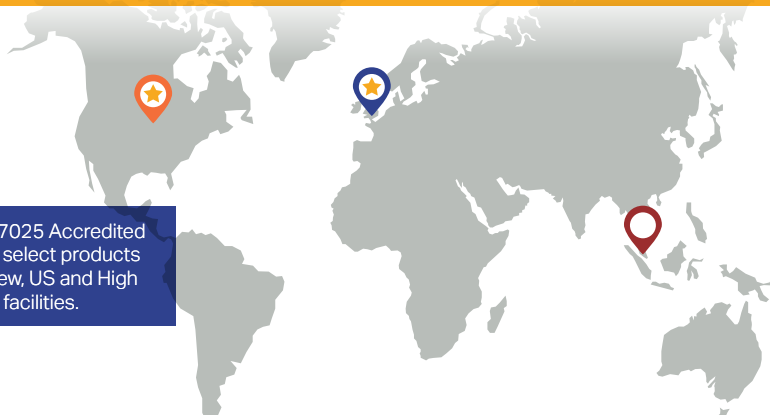 7025 Accredited
select products
ew, US and High
facilities.